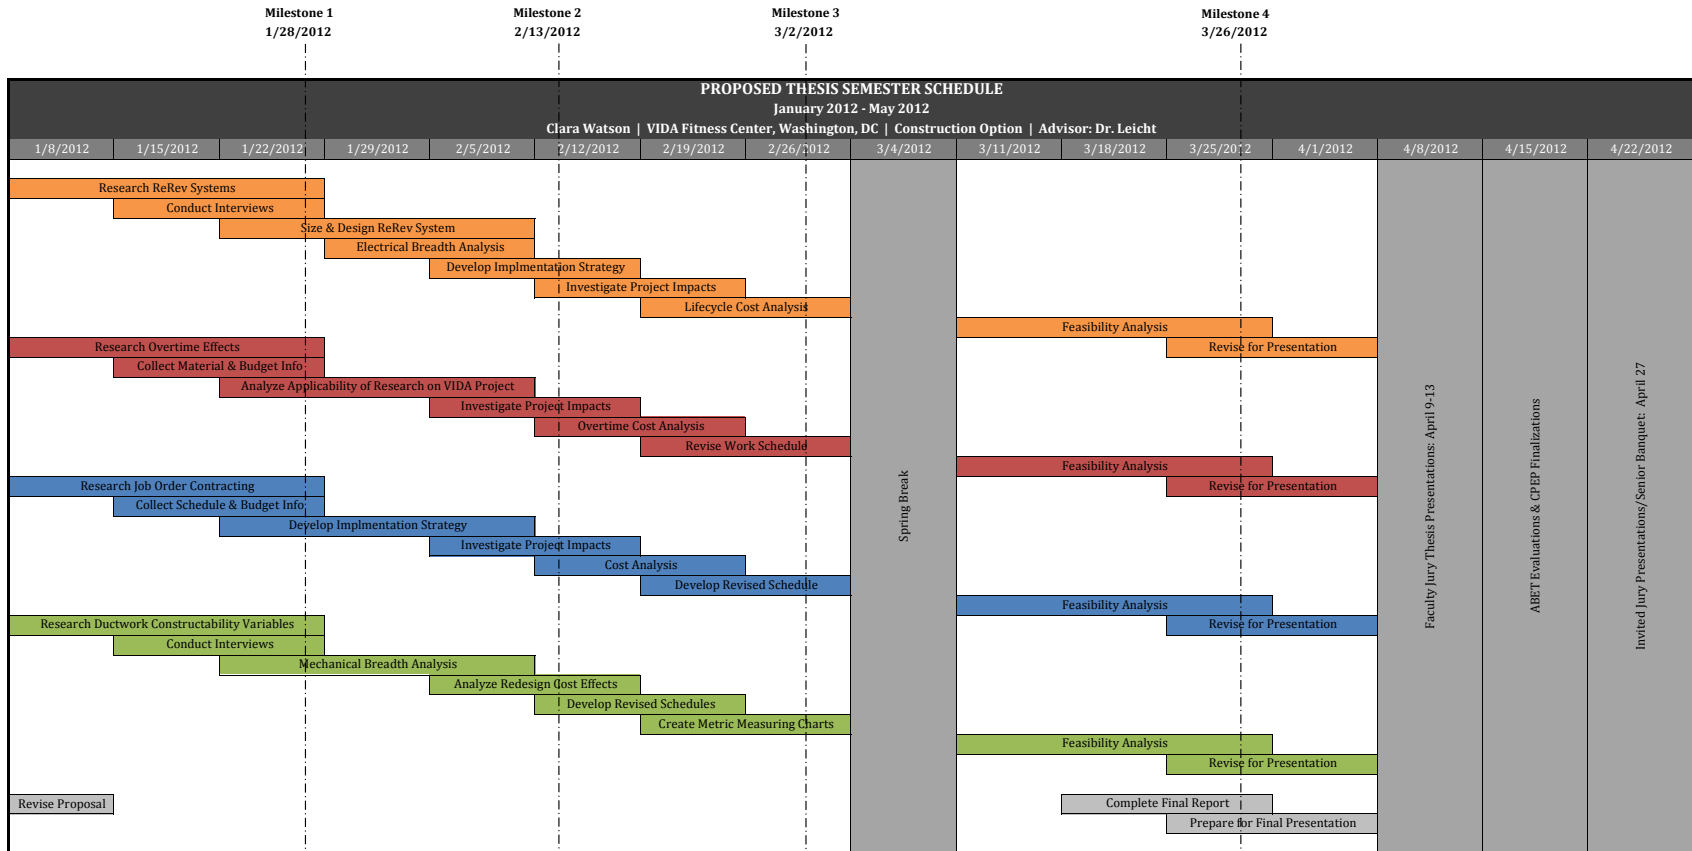 Milestone 1
1/28/2012
Milestone 2
2/13/2012
Milestone 3
3/2/2012
Milestone 4
3/26/2012
PROPOSED THESIS SEMESTER SCHEDULE
January 2012 - May 2012
Clara Watson | VIDA Fitness Center, Washington, DC | Construction Option | Advisor: Dr. Leicht
1/8/2012 1/15/2012 1/22/2012 1/29/2012 2/5/2012 2/12/2012 2/19/2012 2/26/2012 3/4/2012 3/11/2012 3/18/2012 3/25/2012 4/1/2012 4/8/2012 4/15/2012 4/22/2012
Research ReRev Systems
Conduct Interviews
Size & Design ReRev System
Electrical Breadth Analysis
Develop Implmentation Strategy
Investigate Project Impacts
Lifecycle Cost Analysis
Feasibility Analysis
Revise for Presentation
Research Overtime Effects
Collect Material & Budget Info
Analyze Applicability of Research on VIDA Project
Investigate Project Impacts
Overtime Cost Analysis
Revise Work Schedule
Feasibility Analysis
Revise for Presentation
Research Job Order Contracting
Collect Schedule & Budget Info
Develop Implmentation Strategy
Investigate Project Impacts
Cost Analysis
Develop Revised Schedule
Feasibility Analysis
Revise for Presentation
Research Ductwork Constructability Variables
Conduct Interviews
Mechanical Breadth Analysis
Analyze Redesign Cost Effects
Develop Revised Schedules
Create Metric Measuring Charts
Feasibility Analysis
Revise for Presentation
Revise Proposal
Complete Final Report
Prepare for Final Presentation
Spring Break
Faculty Jury Thesis Presentations: April 9-13
ABET Evaluations & CPEP Finalizations
Invited Jury Presentations/Senior Banquet: April 27